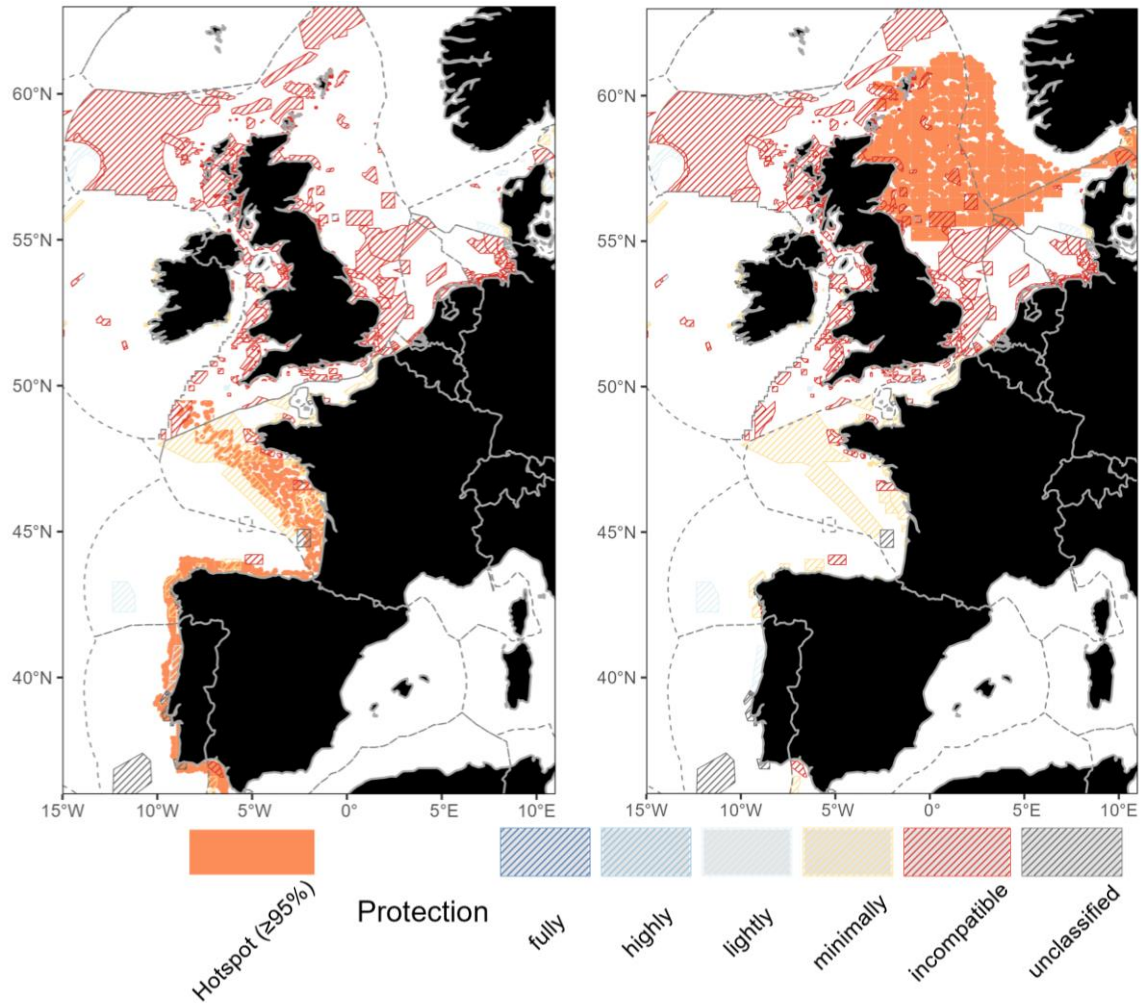 60°N
60°N
55°N
55°N
50°N
50°N
45°N
45°N
40°N
40°N
15°W 10°W 5°W 0° 5°E 10°E
15°W 10°W 5°W 0° 5°E 10°E
Hotspot (≥95%)
Protection
fully
highly
lightly
minimally
incompatible
unclassified